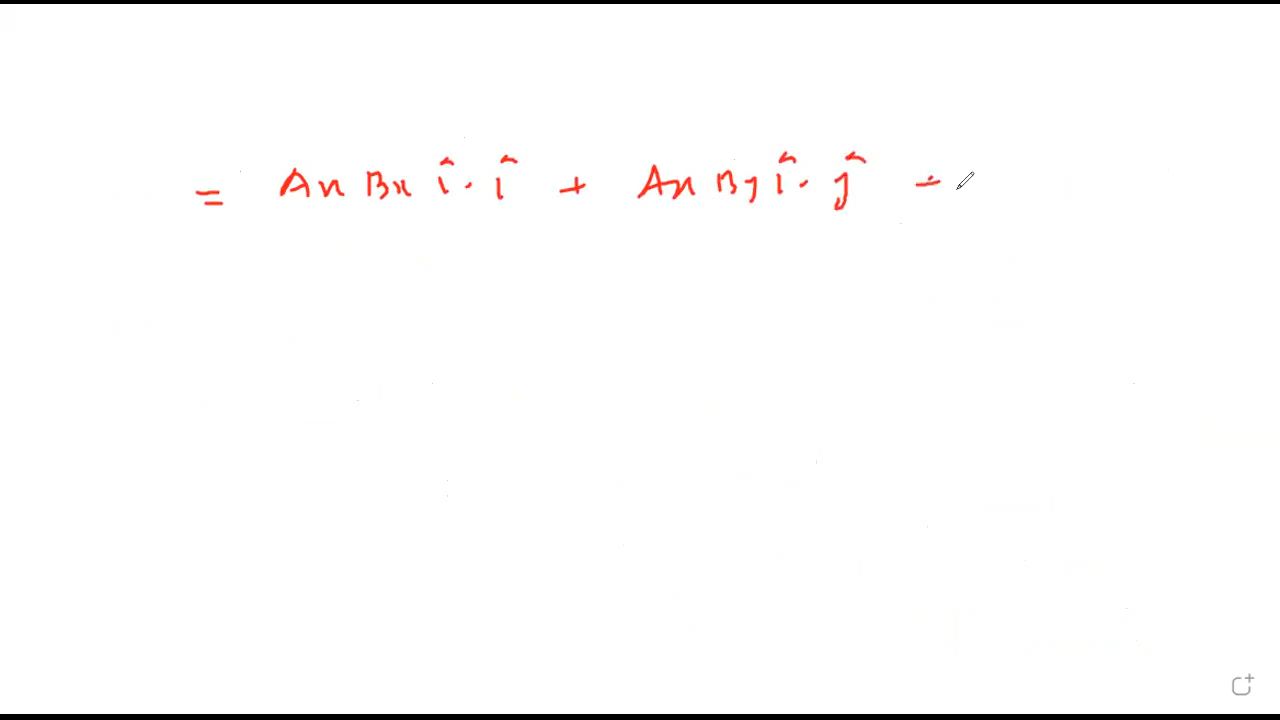 = Ax Bx î . î + Ax By î . ĵ +